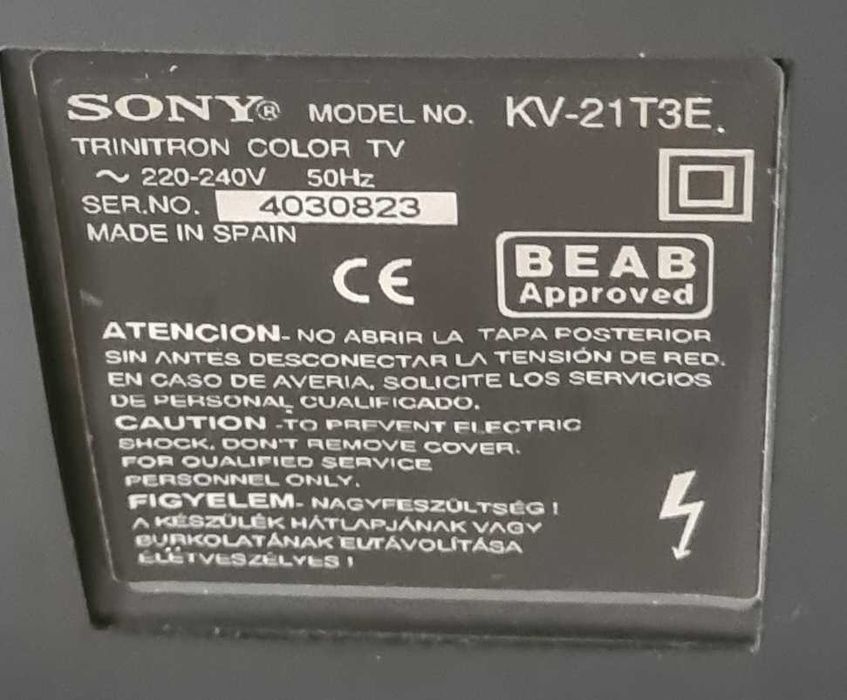 SONY® MODEL NO. KV-21T3E.
TRINITRON COLOR TV
~ 220-240V 50Hz
SER.NO. 4030823
MADE IN SPAIN
CE
BEAB
Approved
ATENCION- NO ABRIR LA TAPA POSTERIOR
SIN ANTES DESCONECTAR LA TENSIÓN DE RED.
EN CASO DE AVERIA, SOLICITE LOS SERVICIOS
DE PERSONAL CUALIFICADO.
CAUTION -TO PREVENT ELECTRIC
SHOCK, DON'T REMOVE COVER.
FOR QUALIFIED SERVICE
PERSONNEL ONLY.
FIGYELEM- NAGYFESZÜLTSÉG !
A KÉSZÜLÉK HÁTLAPJÁNAK VAGY
BURKOLATÁNAK ELTÁVOLÍTÁSA
ÉLETVESZÉLYES !